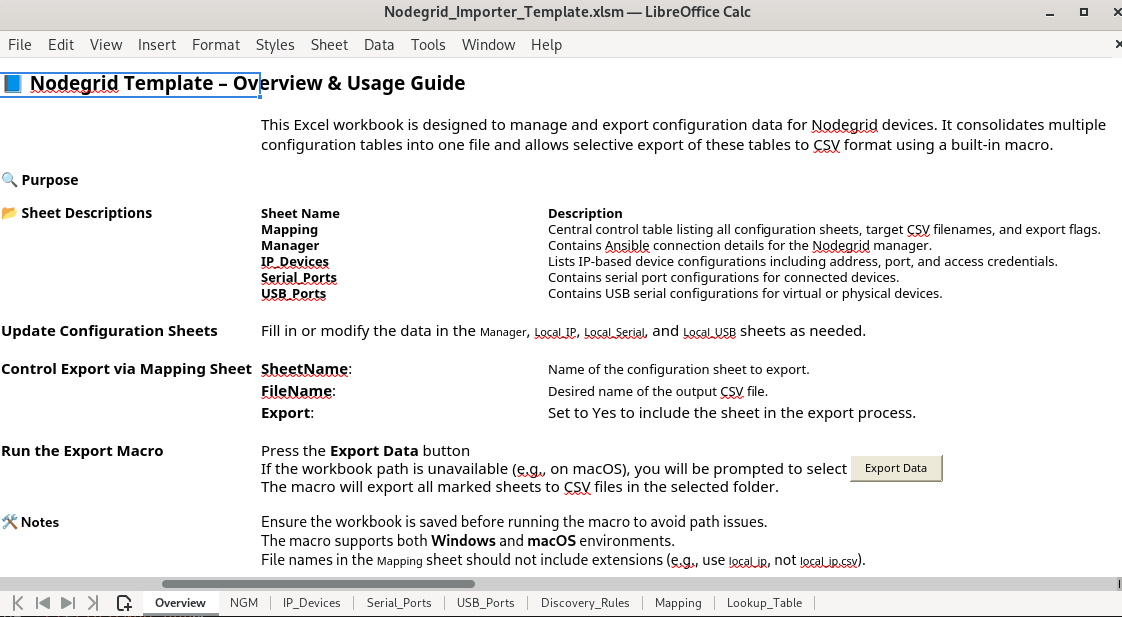 Nodegrid_Importer_Template.xlsm — LibreOffice Calc
File Edit View Insert Format Styles Sheet Data Tools Window Help
📘 Nodegrid Template – Overview & Usage Guide
This Excel workbook is designed to manage and export configuration data for Nodegrid devices. It consolidates multiple
configuration tables into one file and allows selective export of these tables to CSV format using a built-in macro.
🔍 Purpose
📂 Sheet Descriptions Sheet Name Description
Mapping Central control table listing all configuration sheets, target CSV filenames, and export flags.
Manager Contains Ansible connection details for the Nodegrid manager.
IP_Devices Lists IP-based device configurations including address, port, and access credentials.
Serial_Ports Contains serial port configurations for connected devices.
USB_Ports Contains USB serial configurations for virtual or physical devices.
Update Configuration Sheets Fill in or modify the data in the Manager, Local_IP, Local_Serial, and Local_USB sheets as needed.
Control Export via Mapping Sheet SheetName: Name of the configuration sheet to export.
FileName: Desired name of the output CSV file.
Export: Set to Yes to include the sheet in the export process.
Run the Export Macro Press the Export Data button
If the workbook path is unavailable (e.g., on macOS), you will be prompted to select Export Data
The macro will export all marked sheets to CSV files in the selected folder.
🛠️ Notes Ensure the workbook is saved before running the macro to avoid path issues.
The macro supports both Windows and macOS environments.
File names in the Mapping sheet should not include extensions (e.g., use local_ip, not local_ip.csv).
Overview NGM IP_Devices Serial_Ports USB_Ports Discovery_Rules Mapping Lookup_Table